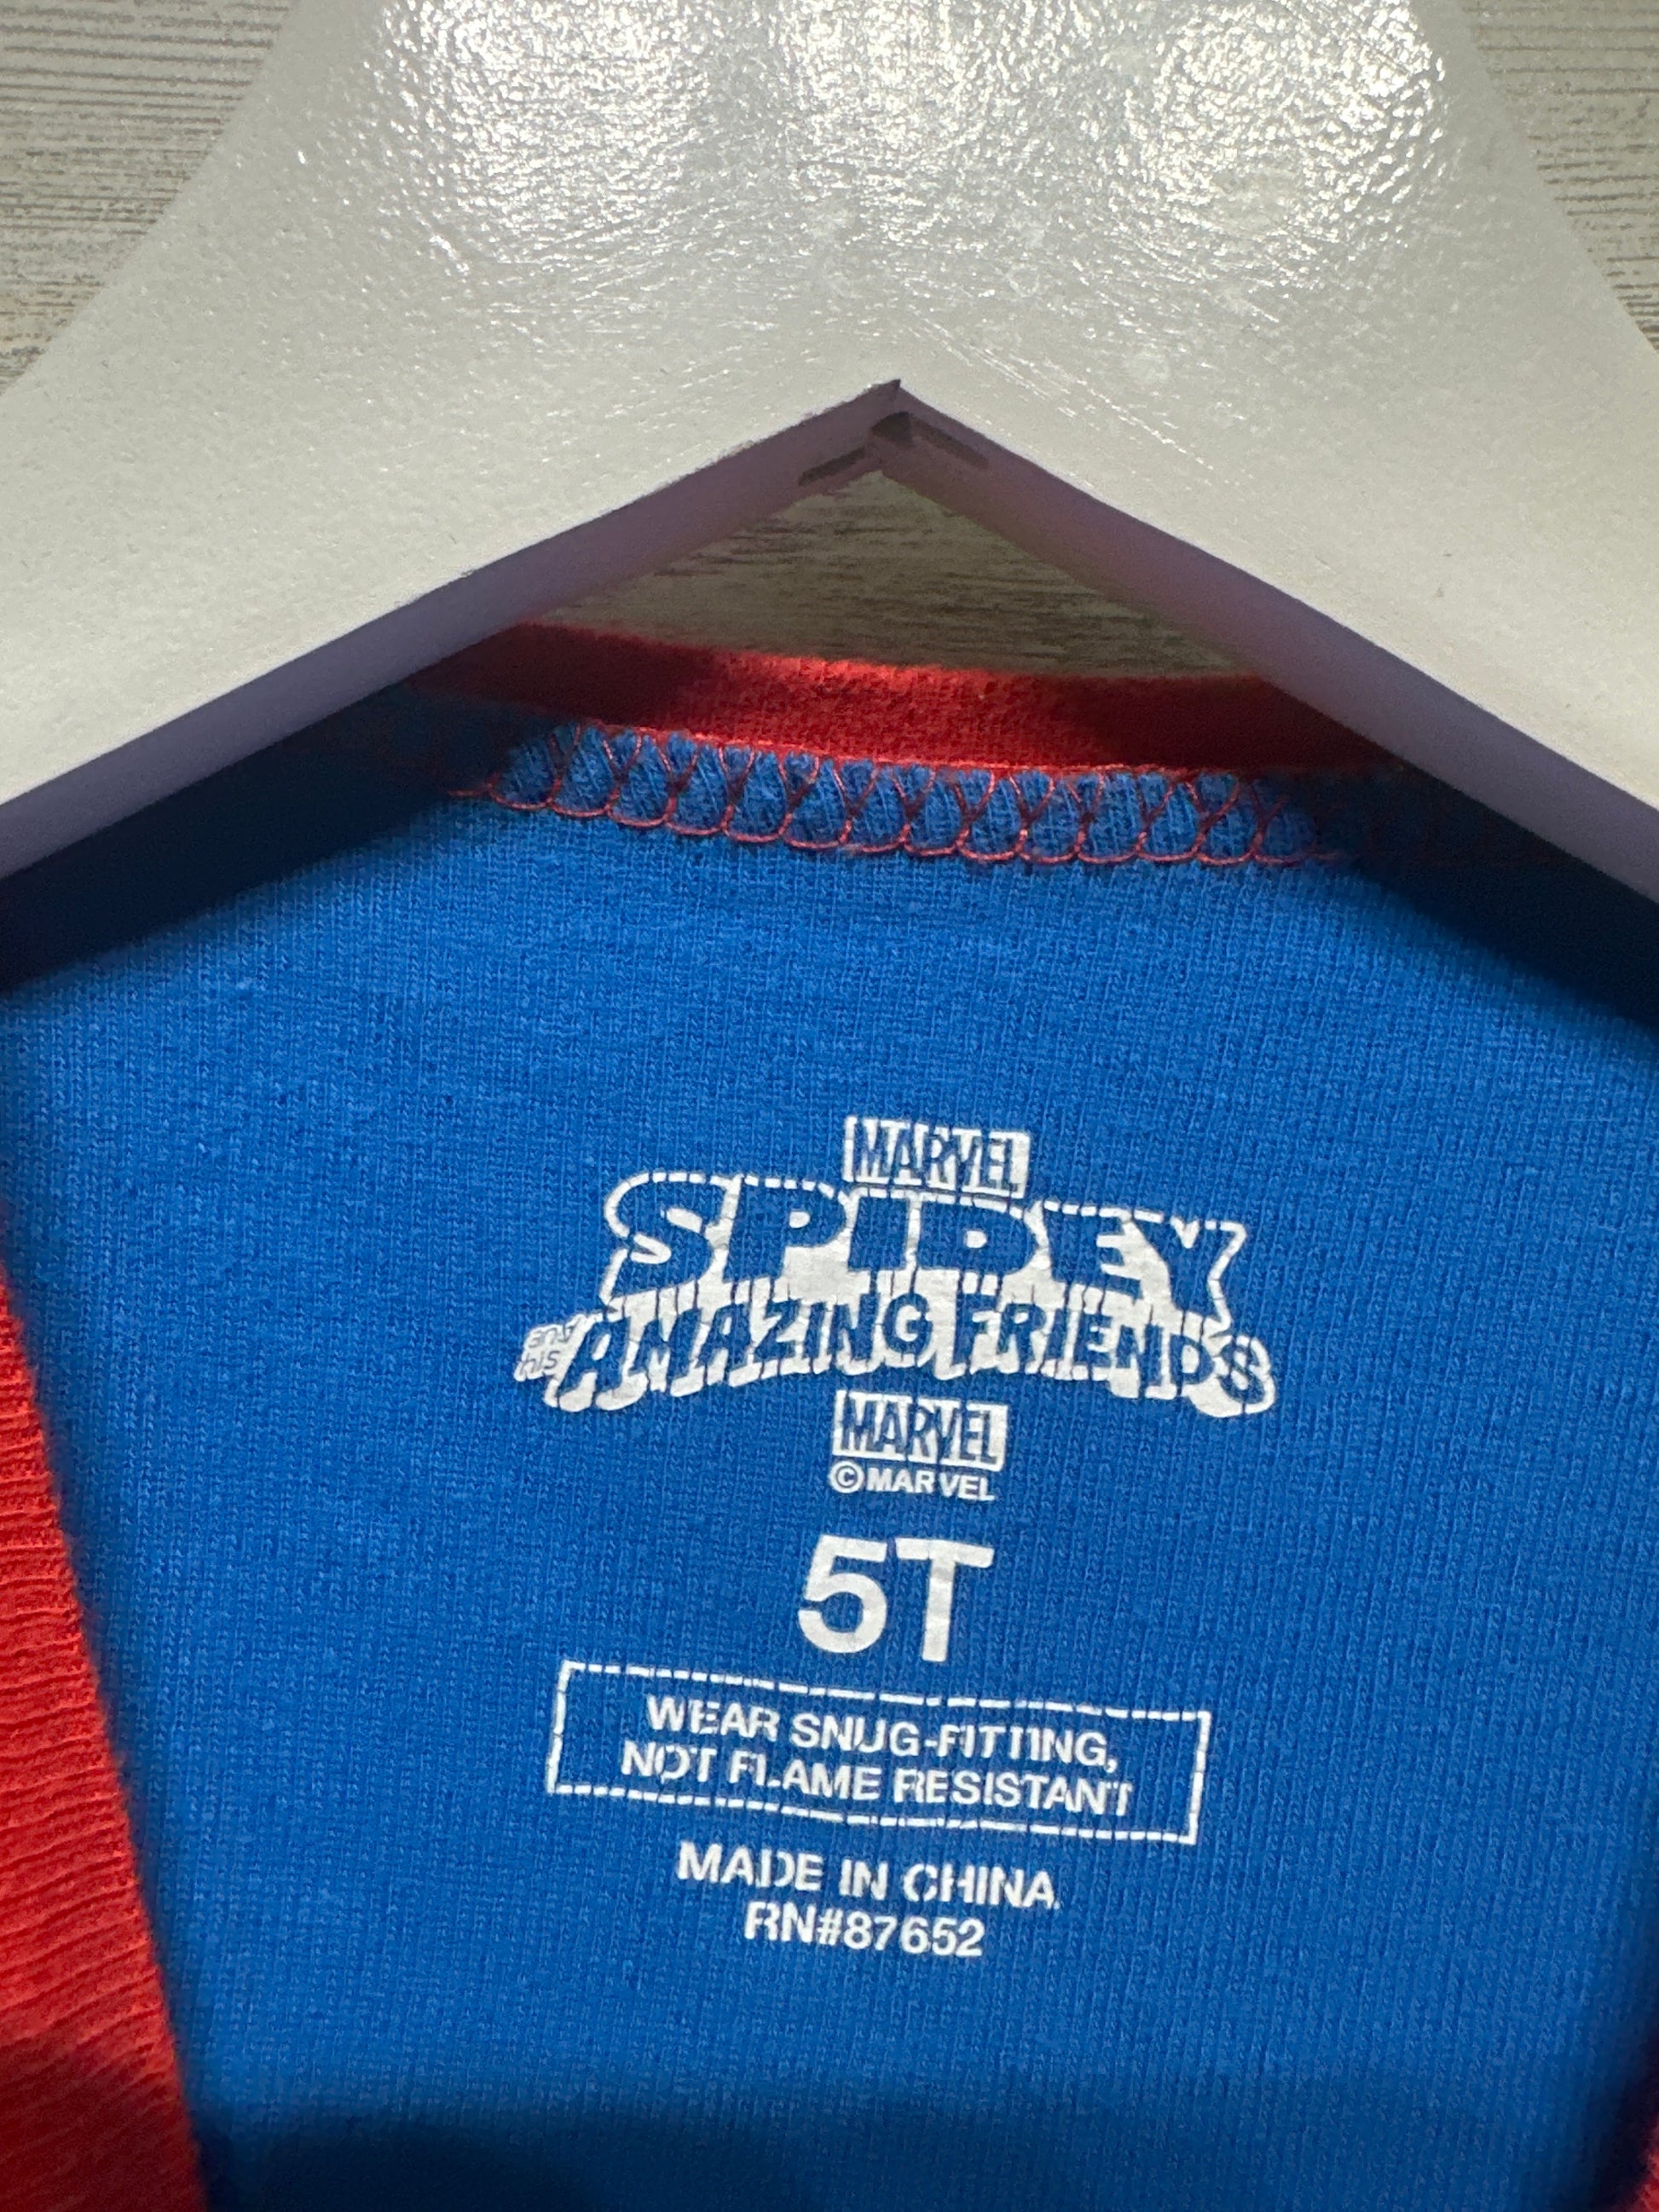 MARVEL
SPIDEY
and his AMAZING FRIENDS
MARVEL
©MARVEL
5T
WEAR SNUG-FITTING,
NOT FLAME RESISTANT
MADE IN CHINA
RN#87652